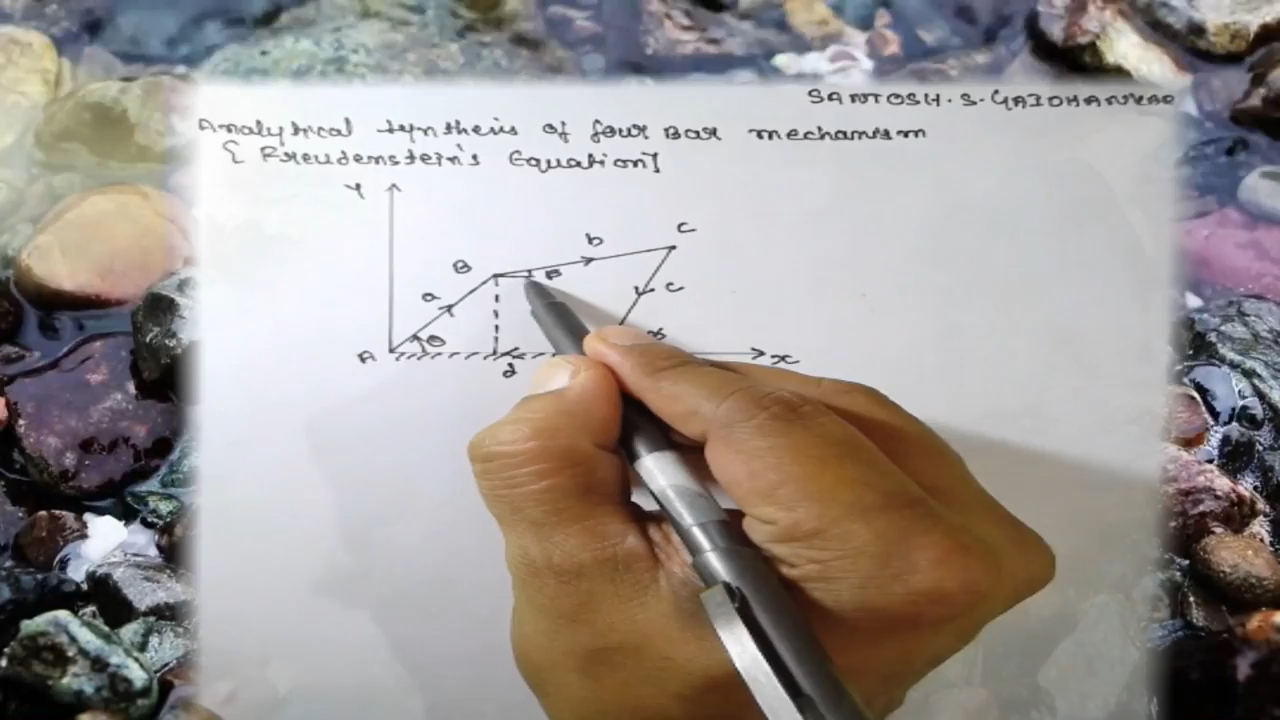 SANTOSH.S.GAIDHANKAR
Analytical synthesis of four Bar mechanism
[ Freudenstein's Equation]
Y
C
b
B
β
a
c
θ
A
x
d